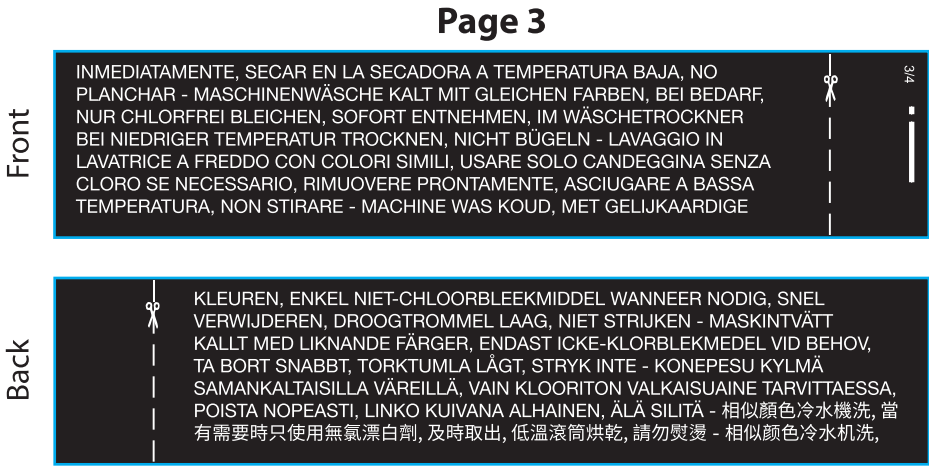 Page 3
Front
INMEDIATAMENTE, SECAR EN LA SECADORA A TEMPERATURA BAJA, NO
PLANCHAR - MASCHINENWÄSCHE KALT MIT GLEICHEN FARBEN, BEI BEDARF,
NUR CHLORFREI BLEICHEN, SOFORT ENTNEHMEN, IM WÄSCHETROCKNER
BEI NIEDRIGER TEMPERATUR TROCKNEN, NICHT BÜGELN - LAVAGGIO IN
LAVATRICE A FREDDO CON COLORI SIMILI, USARE SOLO CANDEGGINA SENZA
CLORO SE NECESSARIO, RIMUOVERE PRONTAMENTE, ASCIUGARE A BASSA
TEMPERATURA, NON STIRARE - MACHINE WAS KOUD, MET GELIJKAARDIGE
3/4
Back
KLEUREN, ENKEL NIET-CHLOORBLEEKMIDDEL WANNEER NODIG, SNEL
VERWIJDEREN, DROOGTROMMEL LAAG, NIET STRIJKEN - MASKINTVÄTT
KALLT MED LIKNANDE FÄRGER, ENDAST ICKE-KLORBLEKMEDEL VID BEHOV,
TA BORT SNABBT, TORKTUMLA LÅGT, STRYK INTE - KONEPESU KYLMÄ
SAMANKALTAISILLA VÄREILLÄ, VAIN KLOORITON VALKAISUAINE TARVITTAESSA,
POISTA NOPEASTI, LINKO KUIVANA ALHAINEN, ÄLÄ SILITÄ - 相似顏色冷水機洗, 當
有需要時只使用無氯漂白劑, 及時取出, 低溫滾筒烘乾, 請勿熨燙 - 相似颜色冷水机洗,